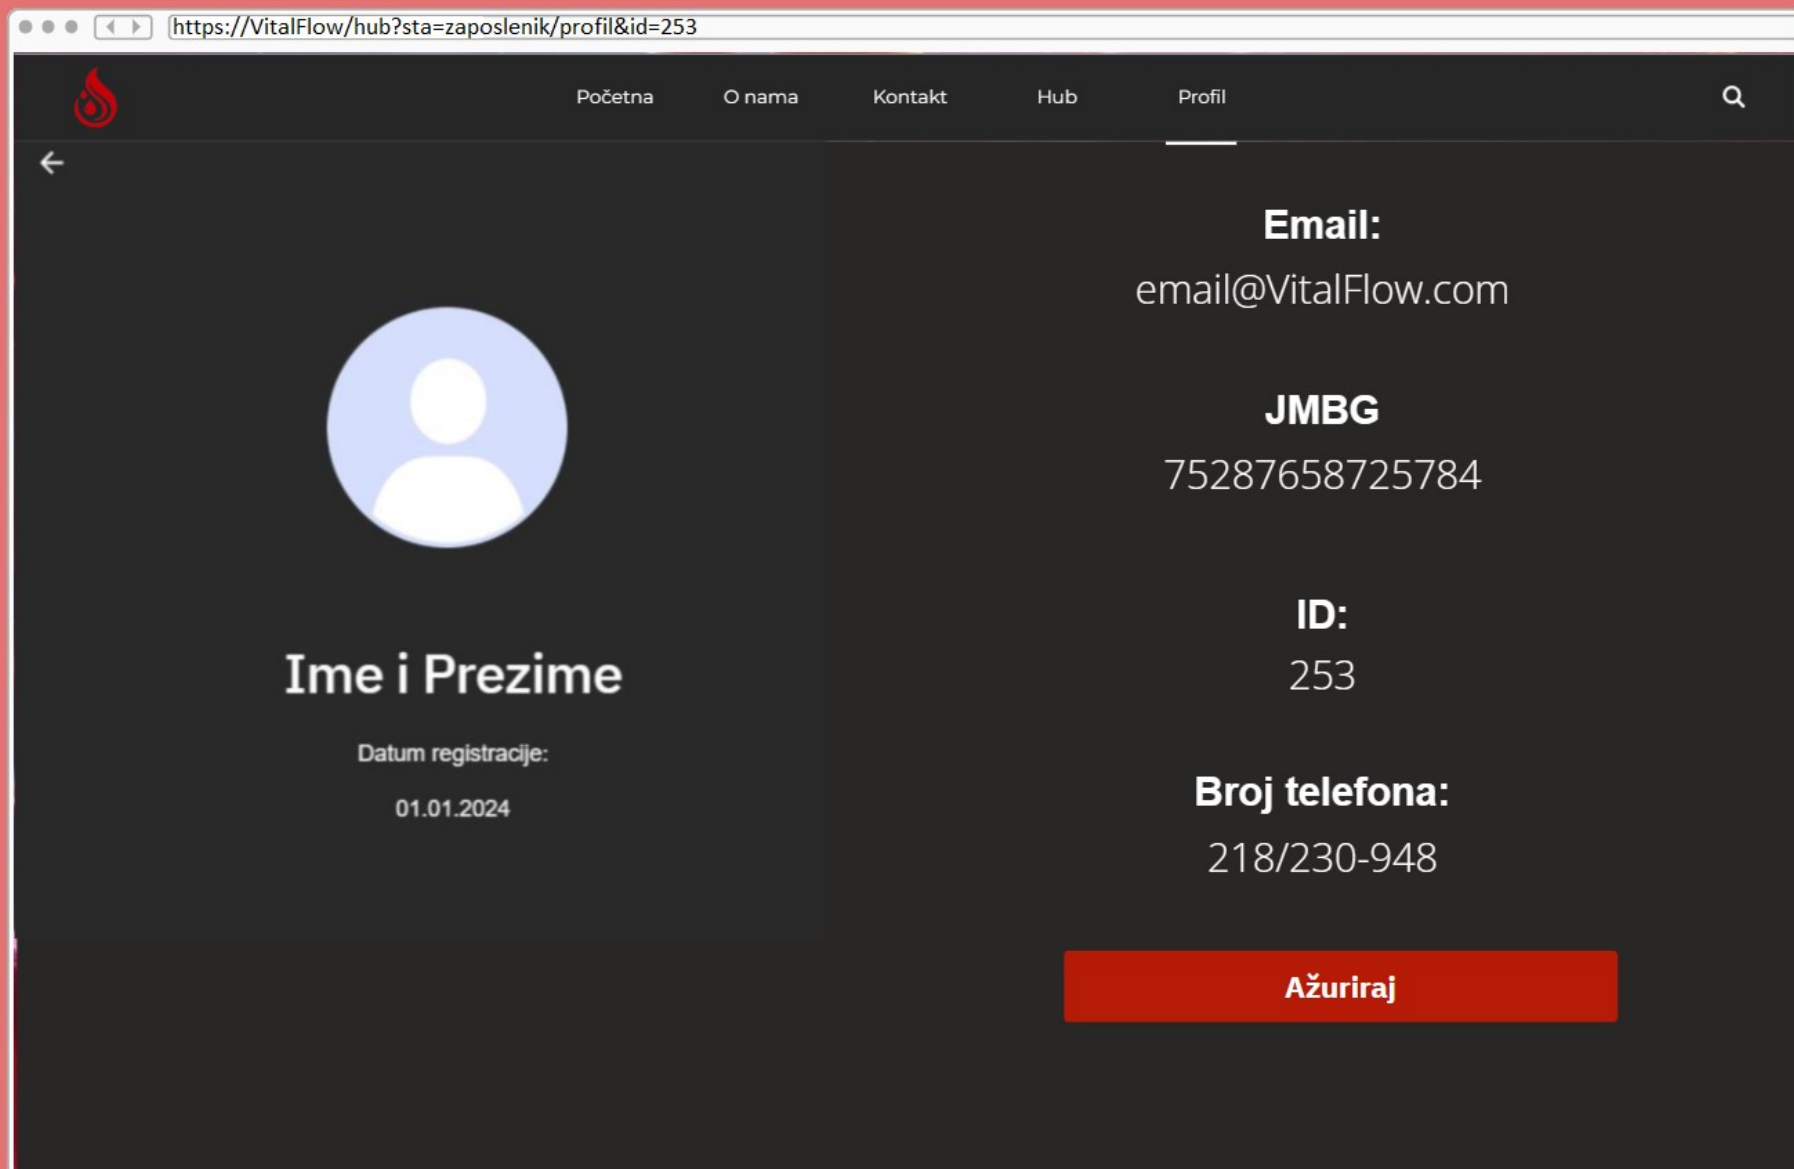 https://VitalFlow/hub?sta=zaposlenik/profil&id=253
Početna O nama Kontakt Hub Profil
Ime i Prezime
Datum registracije:
01.01.2024
Email:
email@VitalFlow.com
JMBG
75287658725784
ID:
253
Broj telefona:
218/230-948
Ažuriraj